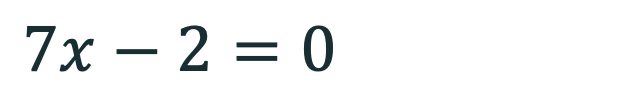 7x − 2 = 0